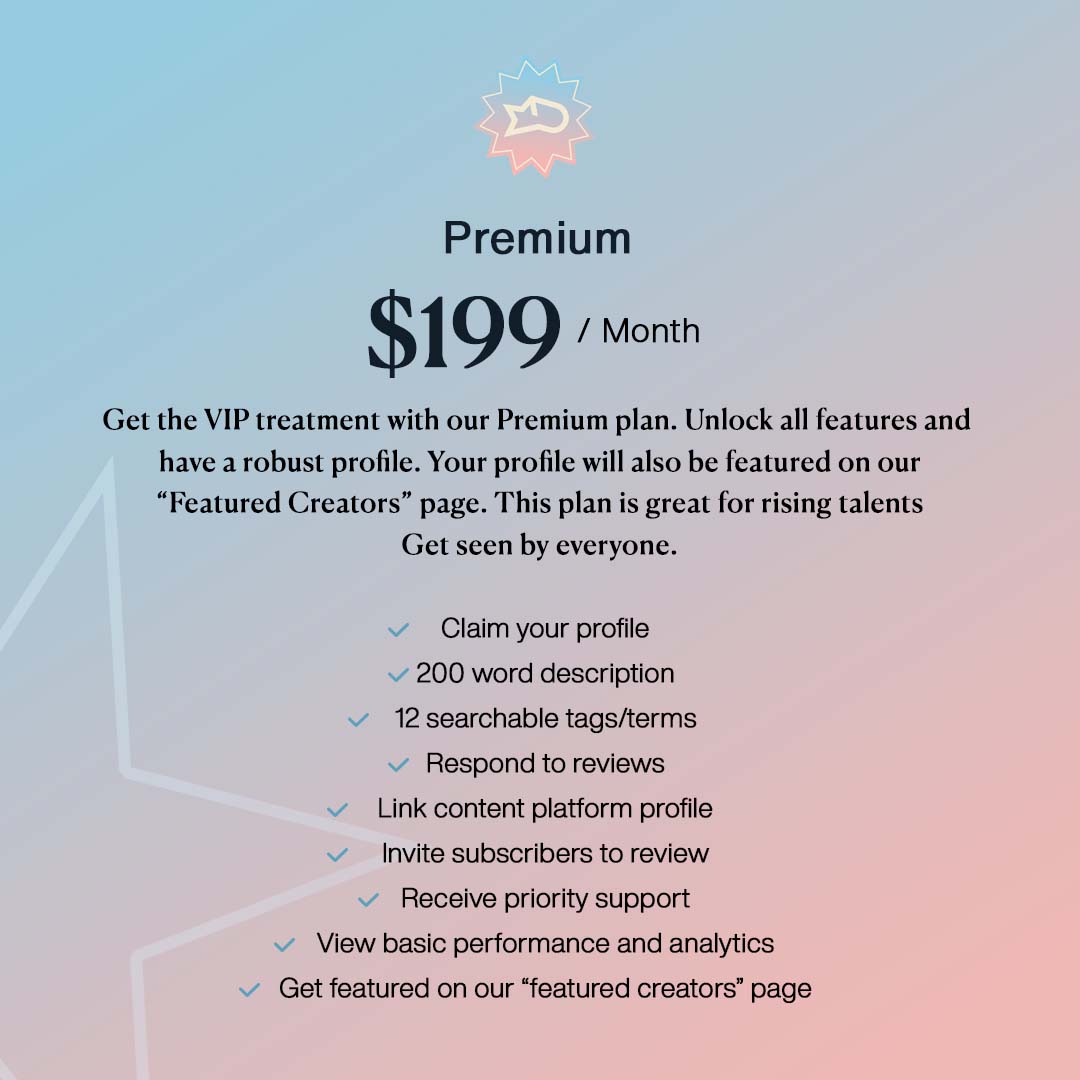 Premium
$199 / Month
Get the VIP treatment with our Premium plan. Unlock all features and
have a robust profile. Your profile will also be featured on our
“Featured Creators” page. This plan is great for rising talents
Get seen by everyone.
Claim your profile
200 word description
12 searchable tags/terms
Respond to reviews
Link content platform profile
Invite subscribers to review
Receive priority support
View basic performance and analytics
Get featured on our “featured creators” page